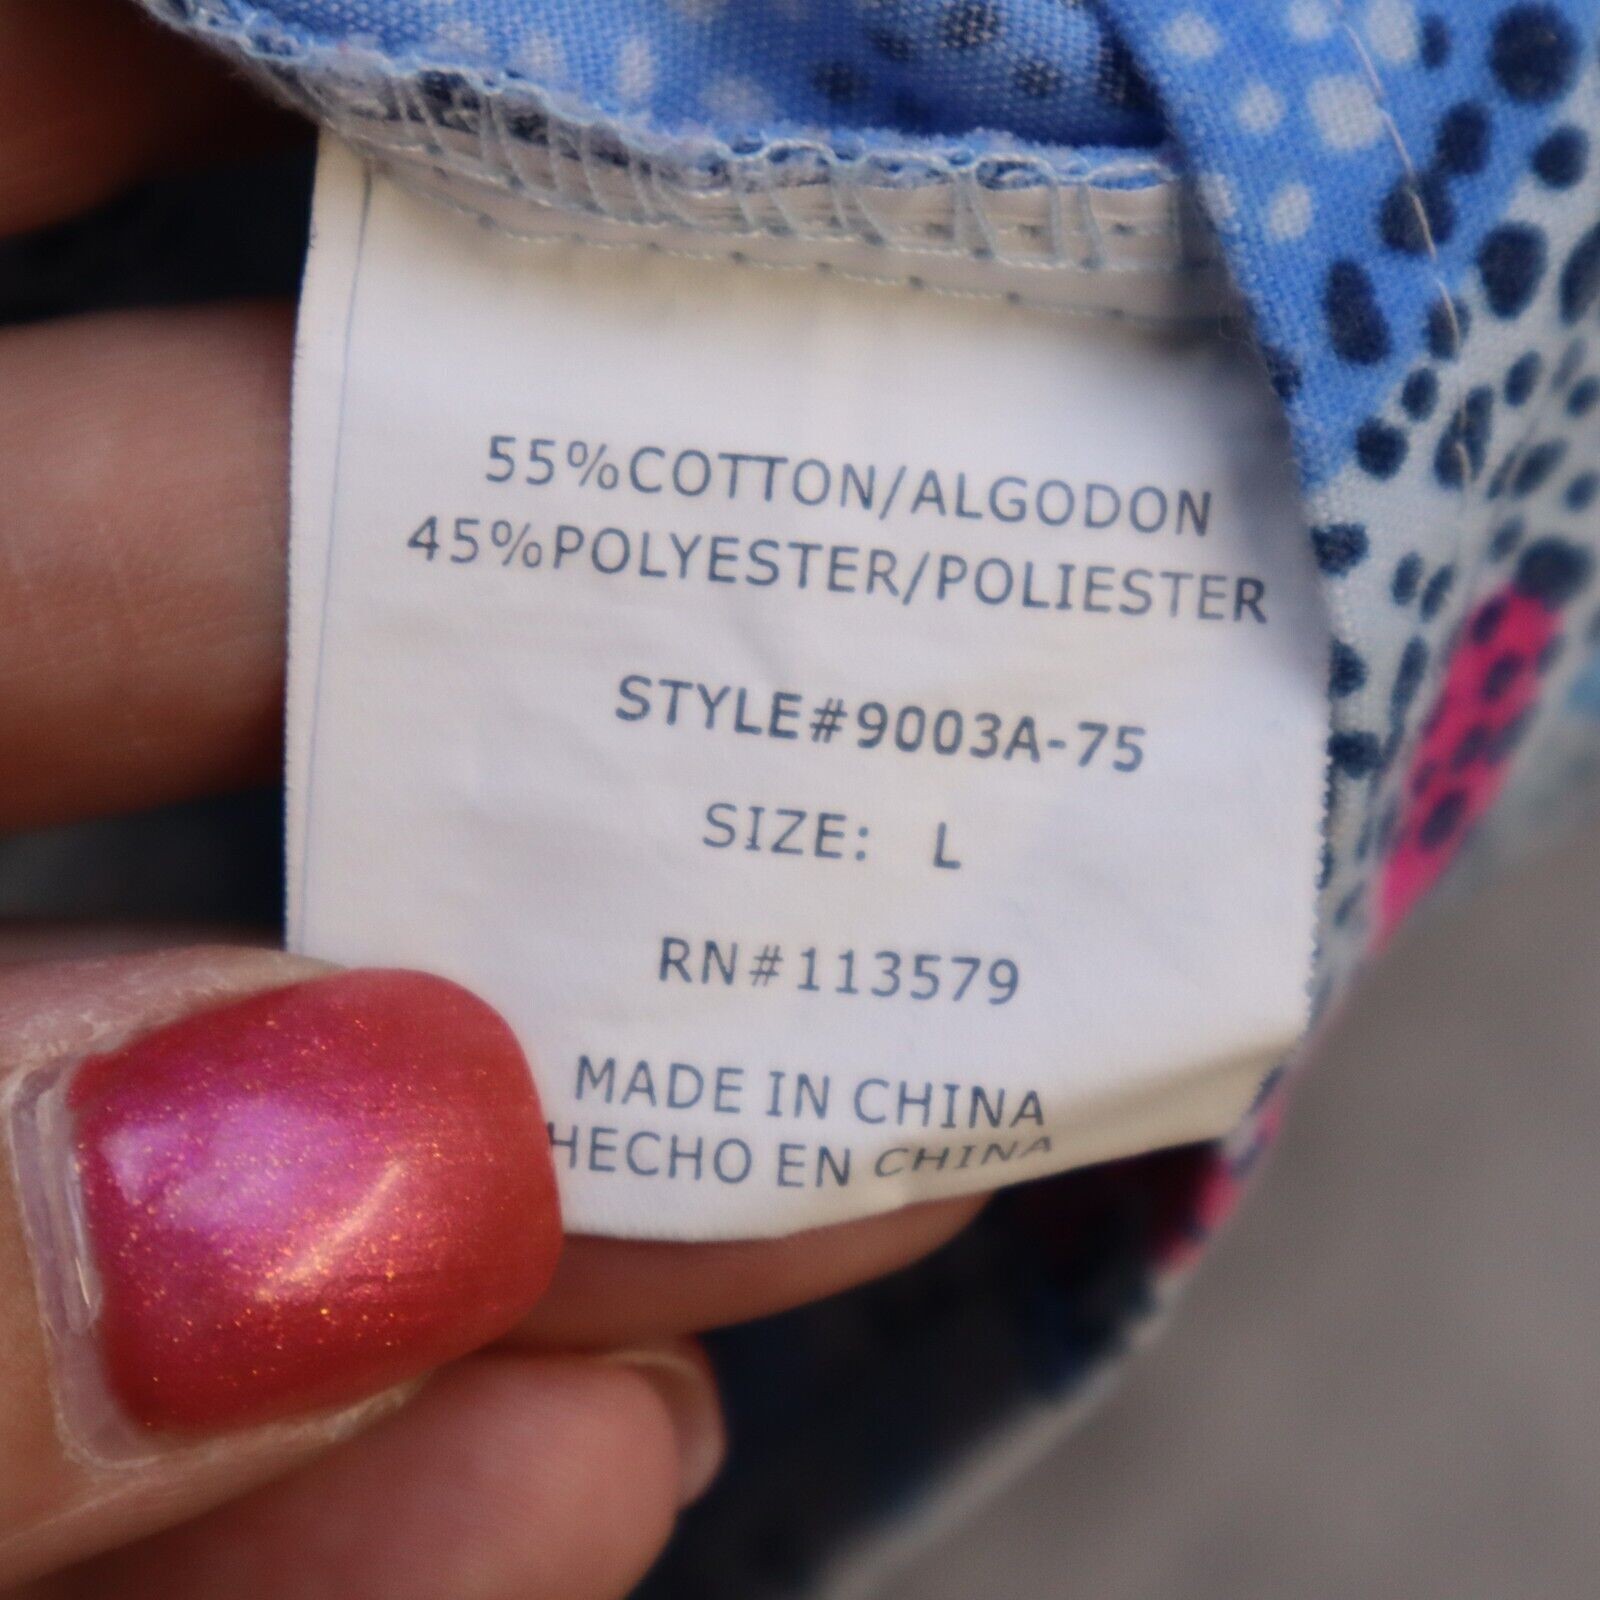 55%COTTON/ALGODON
45%POLYESTER/POLIESTER
STYLE#9003A-75
SIZE: L
RN#113579
MADE IN CHINA
HECHO EN CHINA